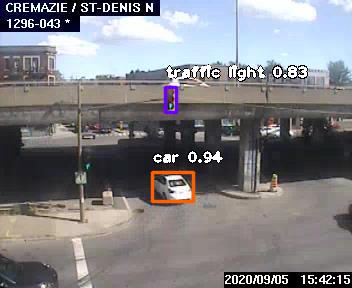 CREMAZIE / ST-DENIS N
1296-043 *
traffic light 0.83
car 0.94
2020/09/05 15:42:15